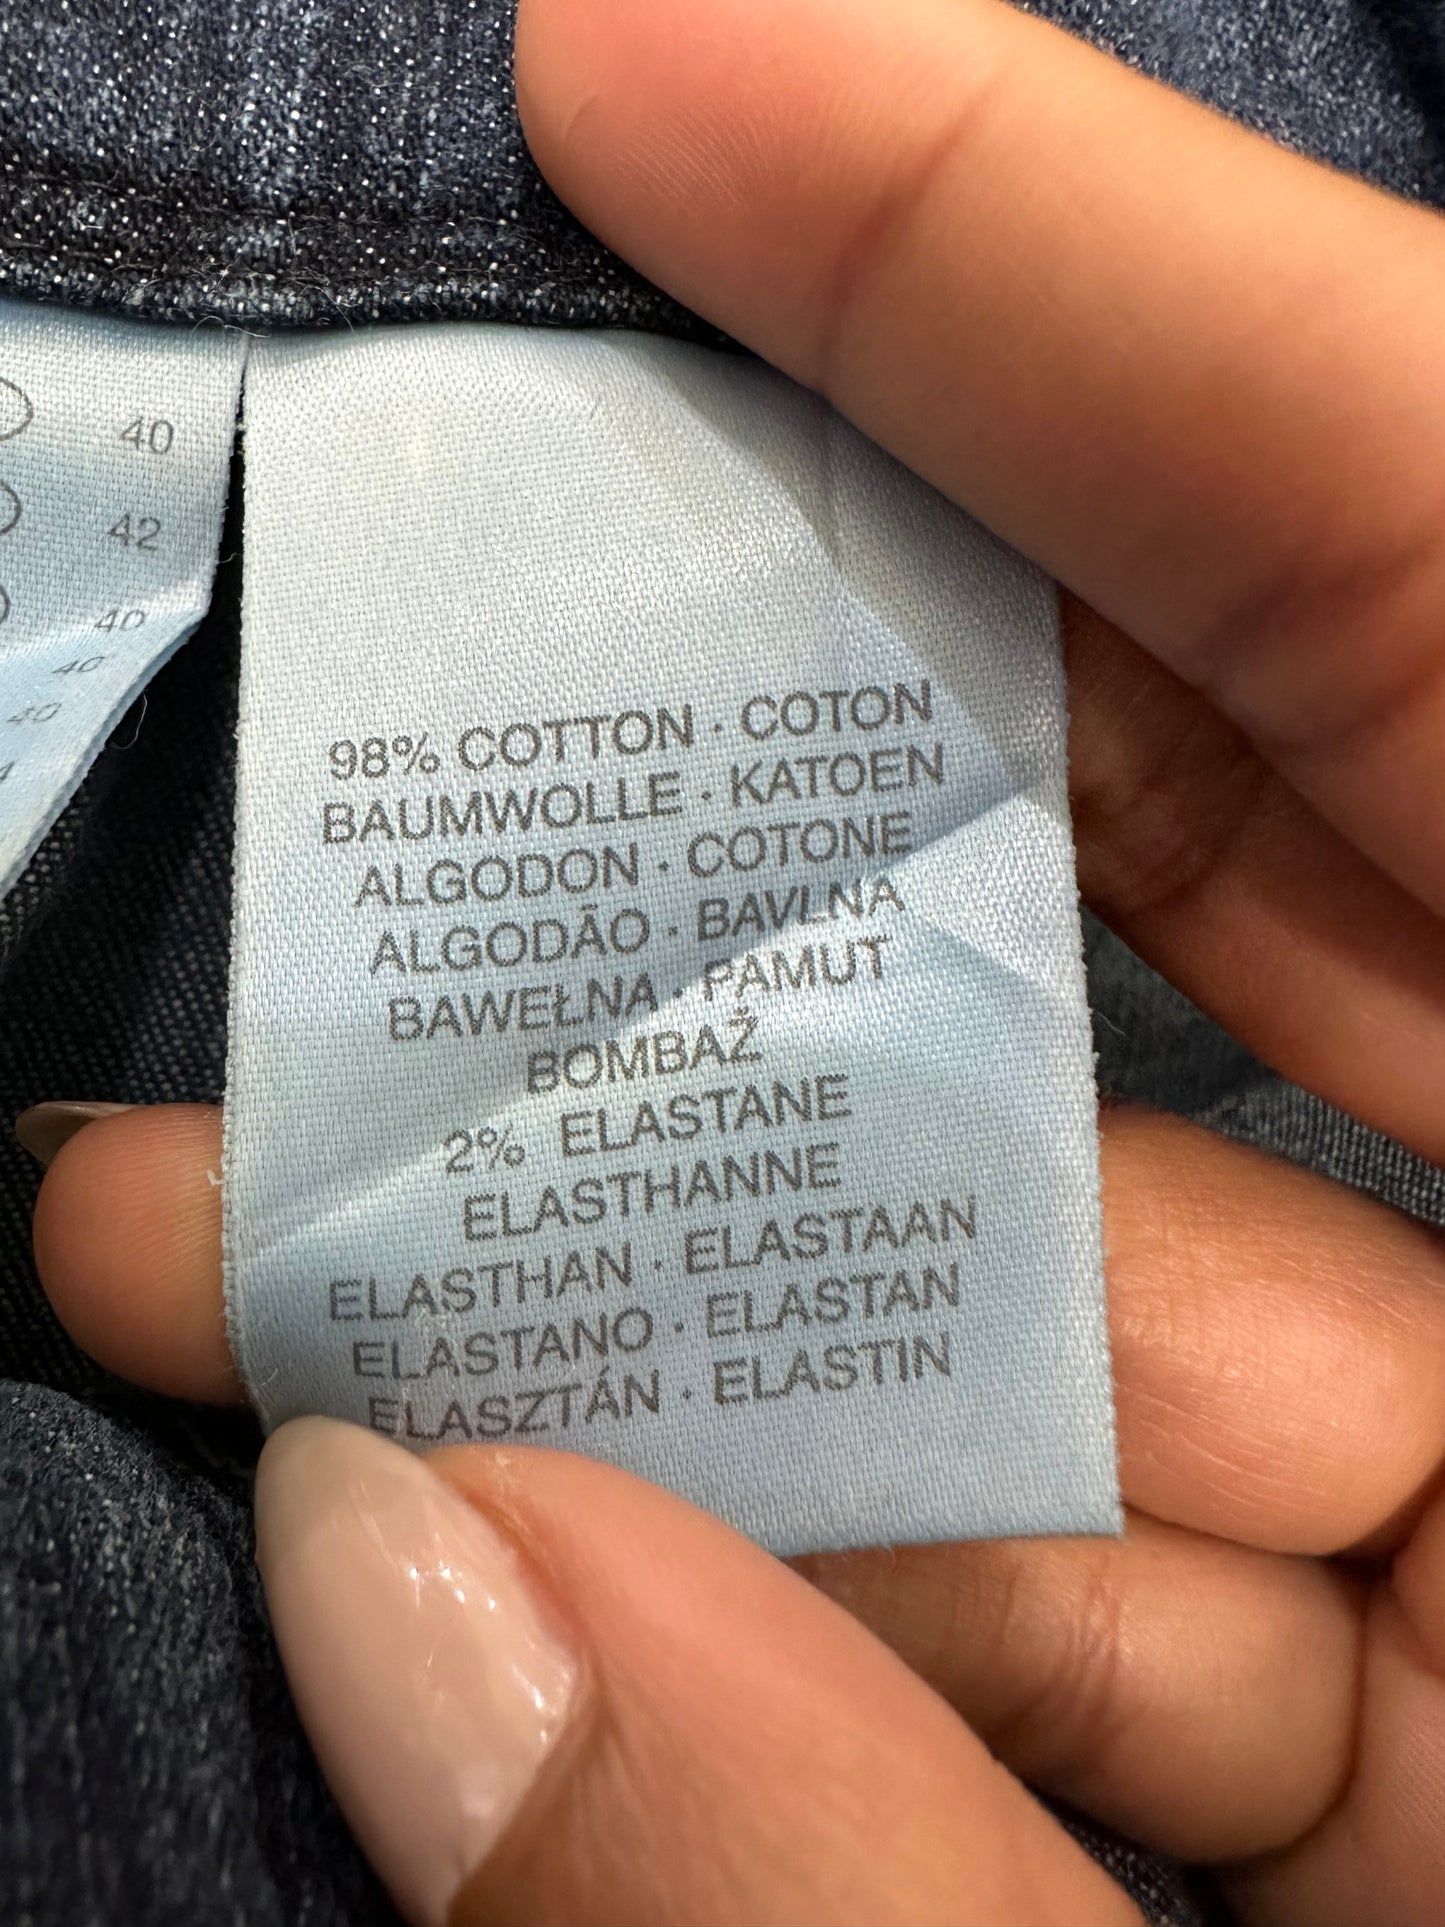 40
42
40
40
40
98% COTTON · COTON
BAUMWOLLE · KATOEN
ALGODON · COTONE
ALGODÃO · BAVLNA
BAWEŁNA · PAMUT
BOMBAŽ
2% ELASTANE
ELASTHANNE
ELASTHAN · ELASTAAN
ELASTANO · ELASTAN
ELASZTÁN · ELASTIN